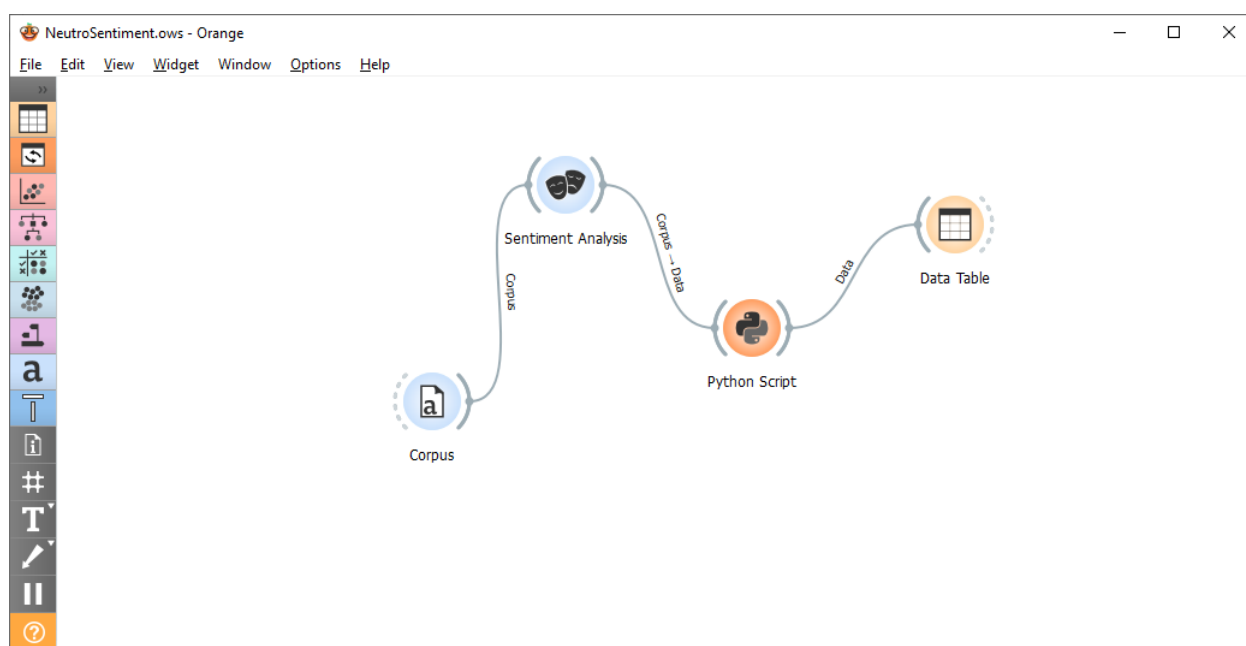 NeutroSentiment.ows - Orange
File Edit View Widget Window Options Help
Sentiment Analysis
Corpus
Corpus → Data
Data
Data Table
Python Script
a
Corpus
a
T